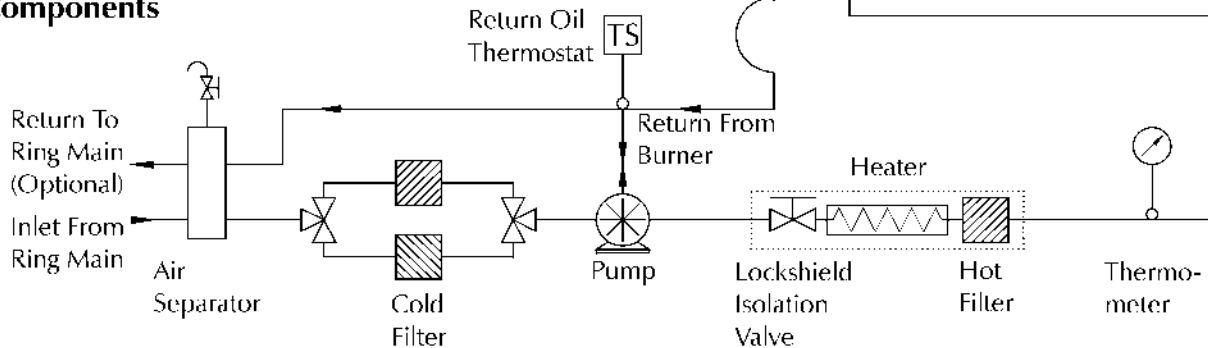 Components
Return Oil
Thermostat
TS
Return To
Ring Main
(Optional)
Inlet From
Ring Main
Return From
Burner
Heater
Air
Separator
Cold
Filter
Pump
Lockshield
Isolation
Valve
Hot
Filter
Thermo-
meter